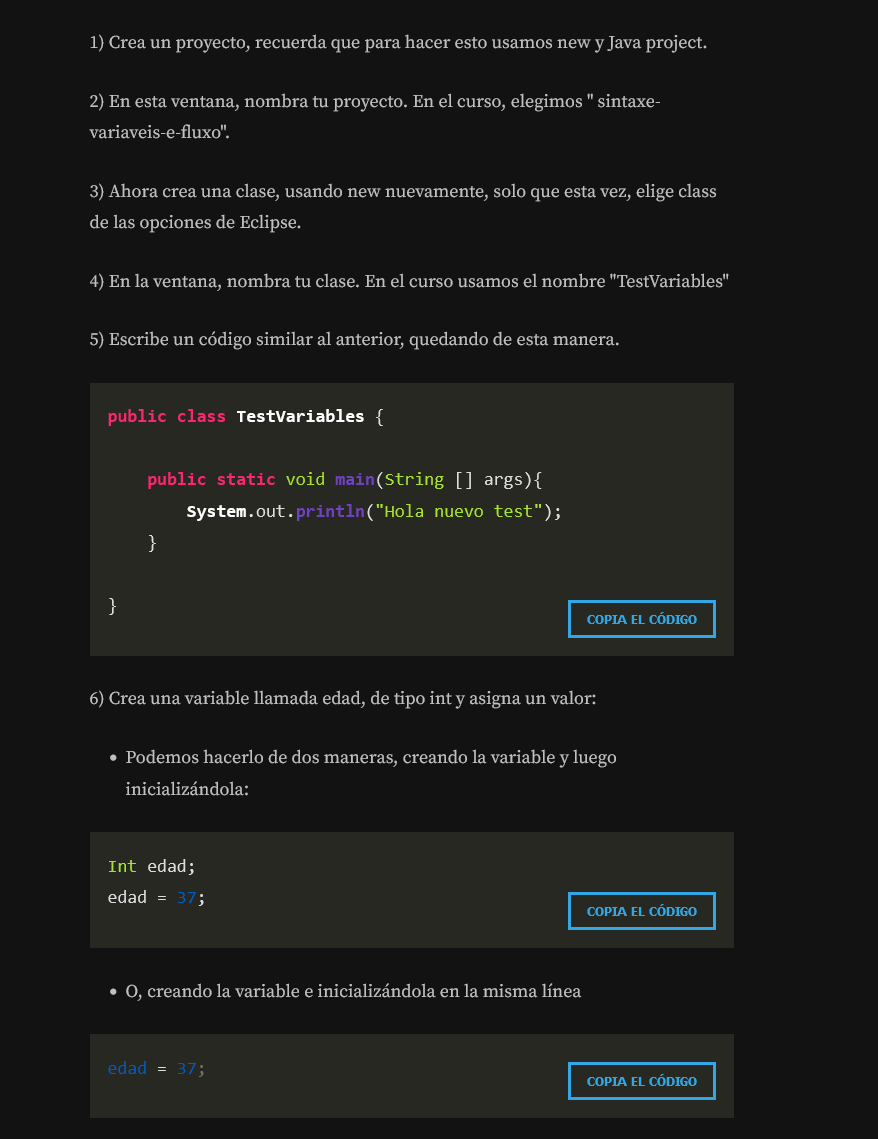 1) Crea un proyecto, recuerda que para hacer esto usamos new y Java project.
2) En esta ventana, nombra tu proyecto. En el curso, elegimos " sintaxe-
variaveis-e-fluxo".
3) Ahora crea una clase, usando new nuevamente, solo que esta vez, elige class
de las opciones de Eclipse.
4) En la ventana, nombra tu clase. En el curso usamos el nombre "TestVariables"
5) Escribe un código similar al anterior, quedando de esta manera.
public class TestVariables {
    public static void main(String [] args){
        System.out.println("Hola nuevo test");
    }
}
COPIA EL CÓDIGO
6) Crea una variable llamada edad, de tipo int y asigna un valor:
• Podemos hacerlo de dos maneras, creando la variable y luego
inicializándola:
Int edad;
edad = 37;
COPIA EL CÓDIGO
• O, creando la variable e inicializándola en la misma línea
edad = 37;
COPIA EL CÓDIGO